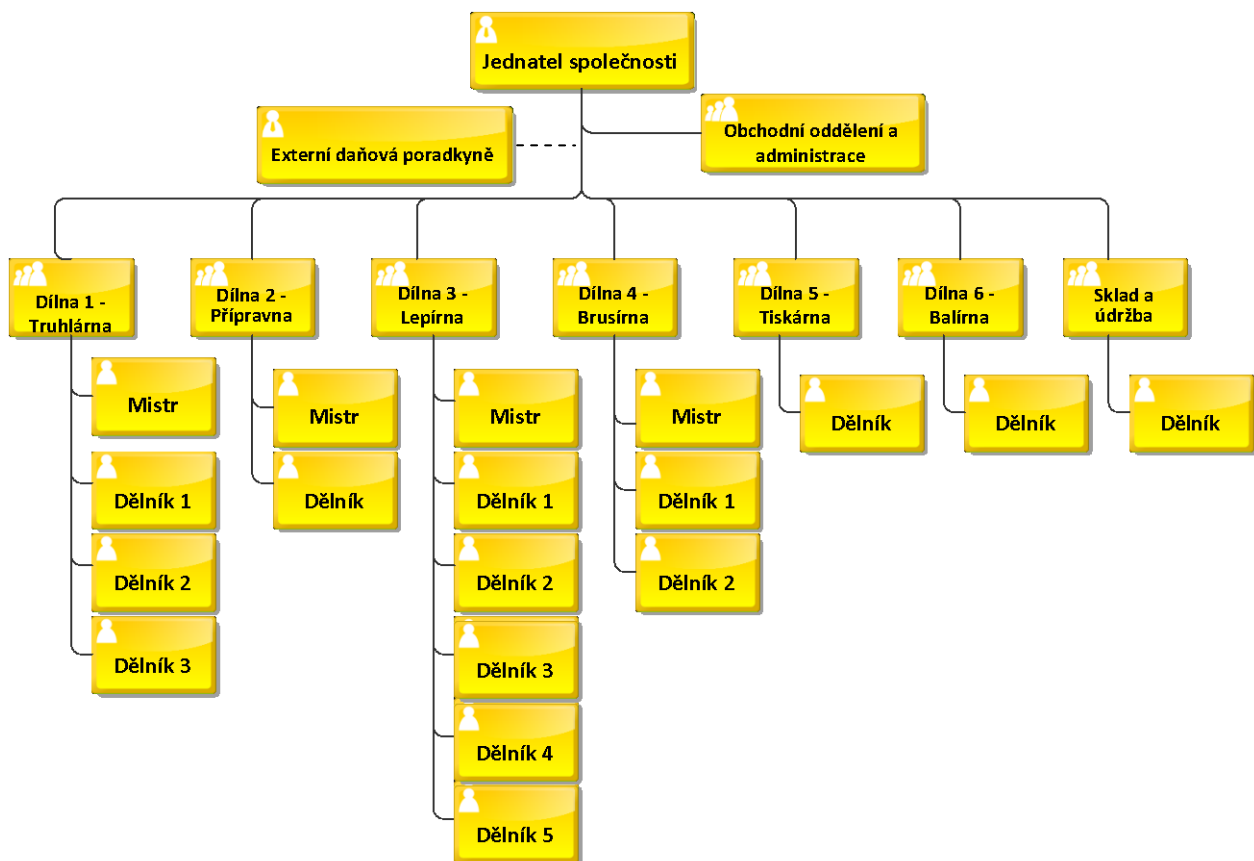 Jednatel společnosti
Externí daňová poradkyně
Obchodní oddělení a
administrace
Dílna 1 -
Truhlárna
Dílna 2 -
Přípravna
Dílna 3 -
Lepírna
Dílna 4 -
Brusírna
Dílna 5 -
Tiskárna
Dílna 6 -
Balírna
Sklad a
údržba
Mistr
Dělník 1
Dělník 2
Dělník 3
Mistr
Dělník
Mistr
Dělník 1
Dělník 2
Dělník 3
Dělník 4
Dělník 5
Mistr
Dělník 1
Dělník 2
Dělník
Dělník
Dělník